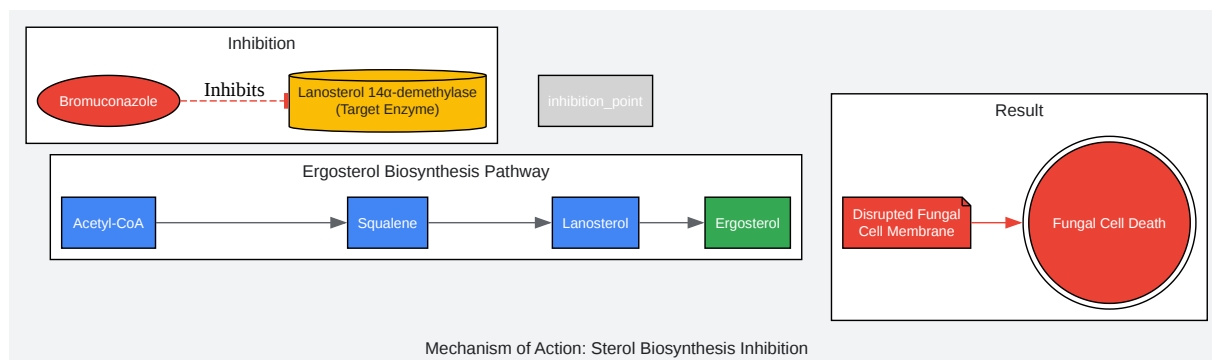 Inhibition
Bromuconazole
Inhibits
Lanosterol 14α-demethylase
(Target Enzyme)
inhibition_point
Ergosterol Biosynthesis Pathway
Acetyl-CoA
Squalene
Lanosterol
Ergosterol
Result
Disrupted Fungal
Cell Membrane
Fungal Cell Death
Mechanism of Action: Sterol Biosynthesis Inhibition